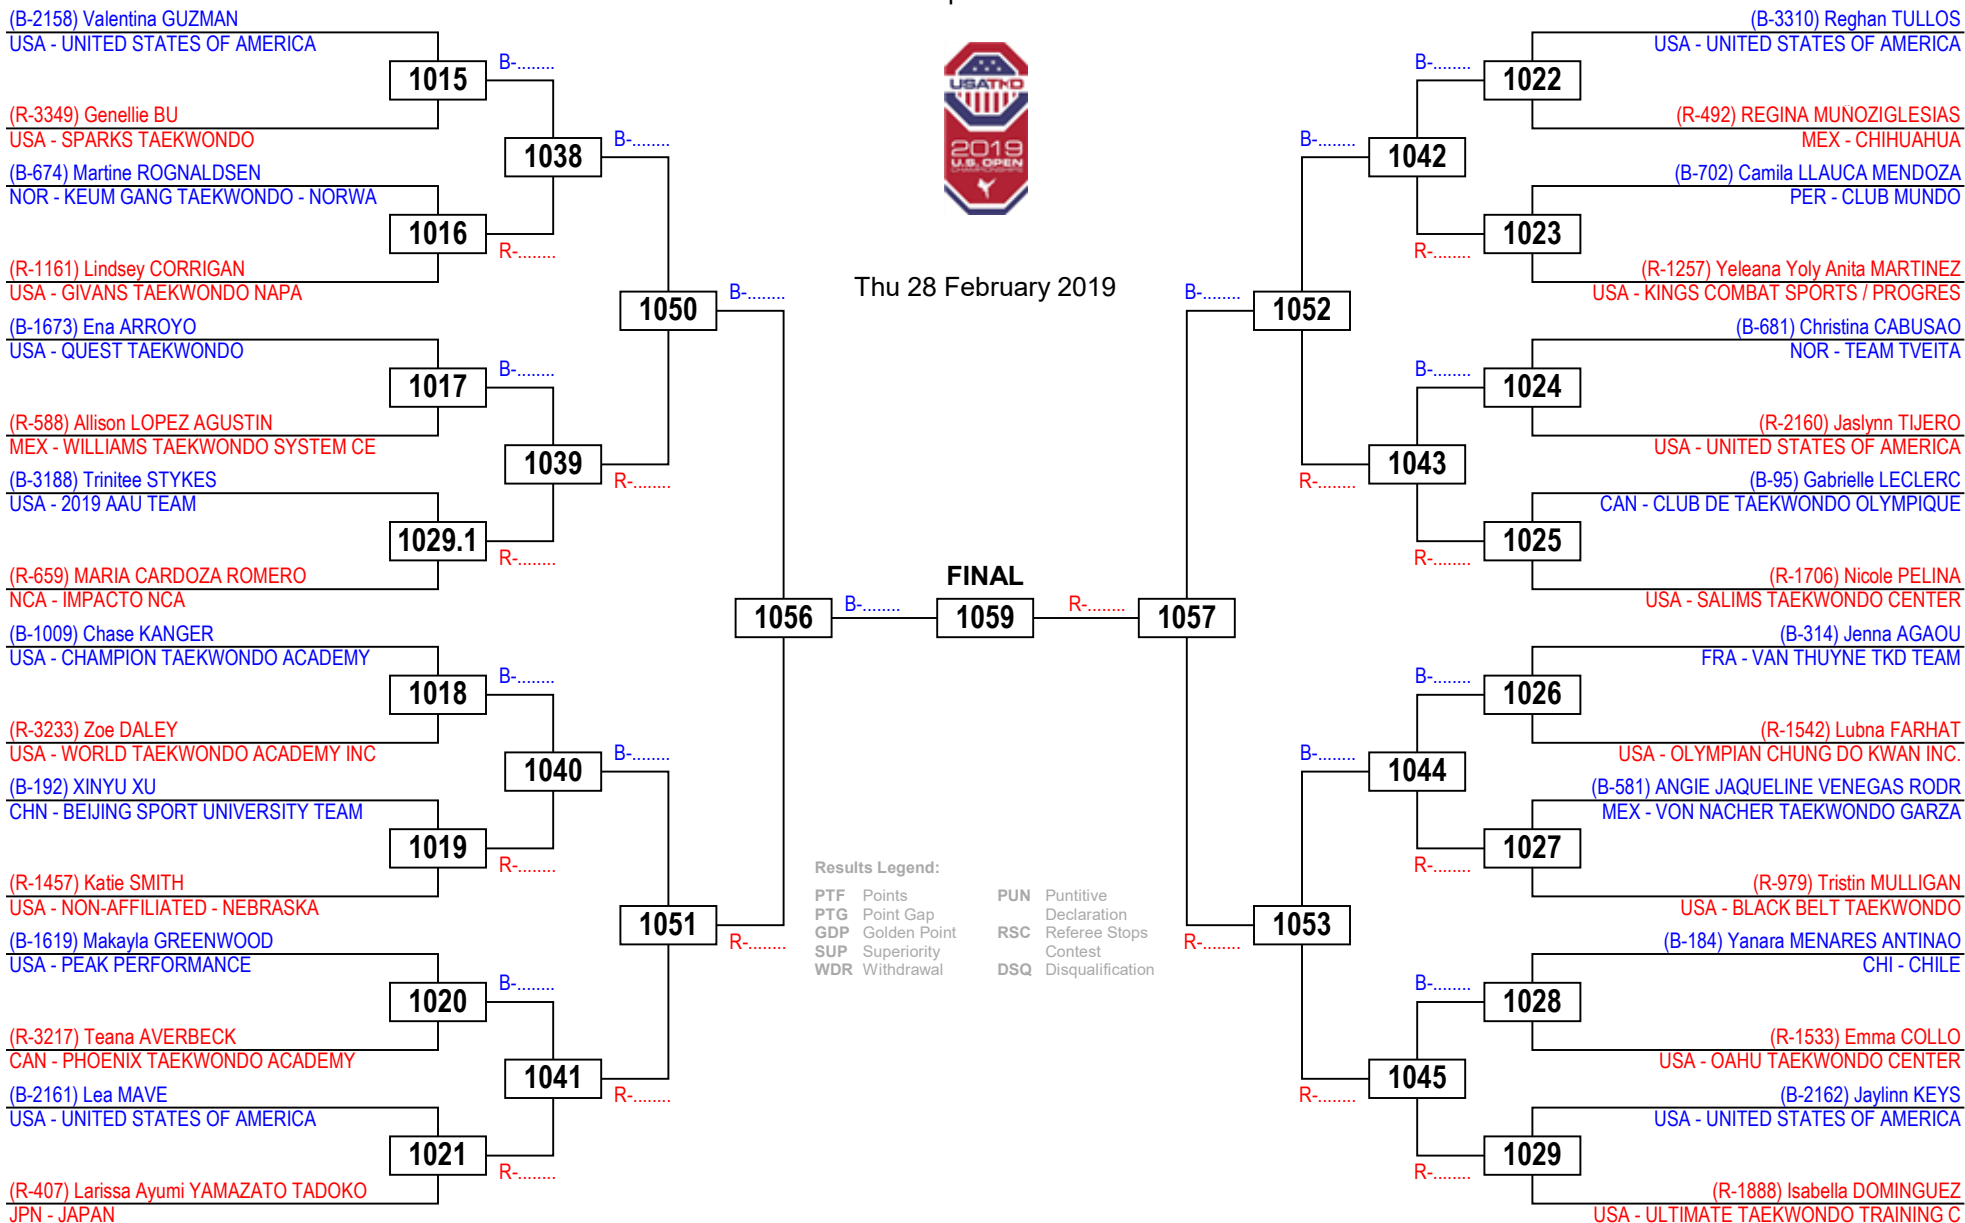 (B-2158) Valentina GUZMAN
USA - UNITED STATES OF AMERICA
1015
B-........
(R-3349) Genellie BU
USA - SPARKS TAEKWONDO
1038
B-........
(B-674) Martine ROGNALDSEN
NOR - KEUM GANG TAEKWONDO - NORWA
1016
R-........
(R-1161) Lindsey CORRIGAN
USA - GIVANS TAEKWONDO NAPA
1050
B-........
(B-1673) Ena ARROYO
USA - QUEST TAEKWONDO
1017
B-........
(R-588) Allison LOPEZ AGUSTIN
MEX - WILLIAMS TAEKWONDO SYSTEM CE
1039
R-........
(B-3188) Trinitee STYKES
USA - 2019 AAU TEAM
1029.1
R-........
(R-659) MARIA CARDOZA ROMERO
NCA - IMPACTO NCA
1056
B-........
(B-1009) Chase KANGER
USA - CHAMPION TAEKWONDO ACADEMY
1018
B-........
(R-3233) Zoe DALEY
USA - WORLD TAEKWONDO ACADEMY INC
1040
B-........
(B-192) XINYU XU
CHN - BEIJING SPORT UNIVERSITY TEAM
1019
R-........
(R-1457) Katie SMITH
USA - NON-AFFILIATED - NEBRASKA
1051
R-........
(B-1619) Makayla GREENWOOD
USA - PEAK PERFORMANCE
1020
B-........
(R-3217) Teana AVERBECK
CAN - PHOENIX TAEKWONDO ACADEMY
1041
R-........
(B-2161) Lea MAVE
USA - UNITED STATES OF AMERICA
1021
R-........
(R-407) Larissa Ayumi YAMAZATO TADOKO
JPN - JAPAN
USATKD
2019
U.S. OPEN
CHAMPIONSHIPS
Thu 28 February 2019
FINAL
1059
Results Legend:
PTF Points
PTG Point Gap
GDP Golden Point
SUP Superiority
WDR Withdrawal
PUN Puntitive
Declaration
RSC Referee Stops
Contest
DSQ Disqualification
(B-3310) Reghan TULLOS
USA - UNITED STATES OF AMERICA
B-........
1022
(R-492) REGINA MUÑOZIGLESIAS
MEX - CHIHUAHUA
B-........
1042
(B-702) Camila LLAUCA MENDOZA
PER - CLUB MUNDO
1023
R-........
(R-1257) Yeleana Yoly Anita MARTINEZ
USA - KINGS COMBAT SPORTS / PROGRES
B-........
1052
(B-681) Christina CABUSAO
NOR - TEAM TVEITA
B-........
1024
(R-2160) Jaslynn TIJERO
USA - UNITED STATES OF AMERICA
1043
R-........
(B-95) Gabrielle LECLERC
CAN - CLUB DE TAEKWONDO OLYMPIQUE
1025
R-........
(R-1706) Nicole PELINA
USA - SALIMS TAEKWONDO CENTER
R-........
1057
(B-314) Jenna AGAOU
FRA - VAN THUYNE TKD TEAM
B-........
1026
(R-1542) Lubna FARHAT
USA - OLYMPIAN CHUNG DO KWAN INC.
B-........
1044
(B-581) ANGIE JAQUELINE VENEGAS RODR
MEX - VON NACHER TAEKWONDO GARZA
1027
R-........
(R-979) Tristin MULLIGAN
USA - BLACK BELT TAEKWONDO
1053
R-........
(B-184) Yanara MENARES ANTINAO
CHI - CHILE
B-........
1028
(R-1533) Emma COLLO
USA - OAHU TAEKWONDO CENTER
1045
R-........
(B-2162) Jaylinn KEYS
USA - UNITED STATES OF AMERICA
1029
R-........
(R-1888) Isabella DOMINGUEZ
USA - ULTIMATE TAEKWONDO TRAINING C